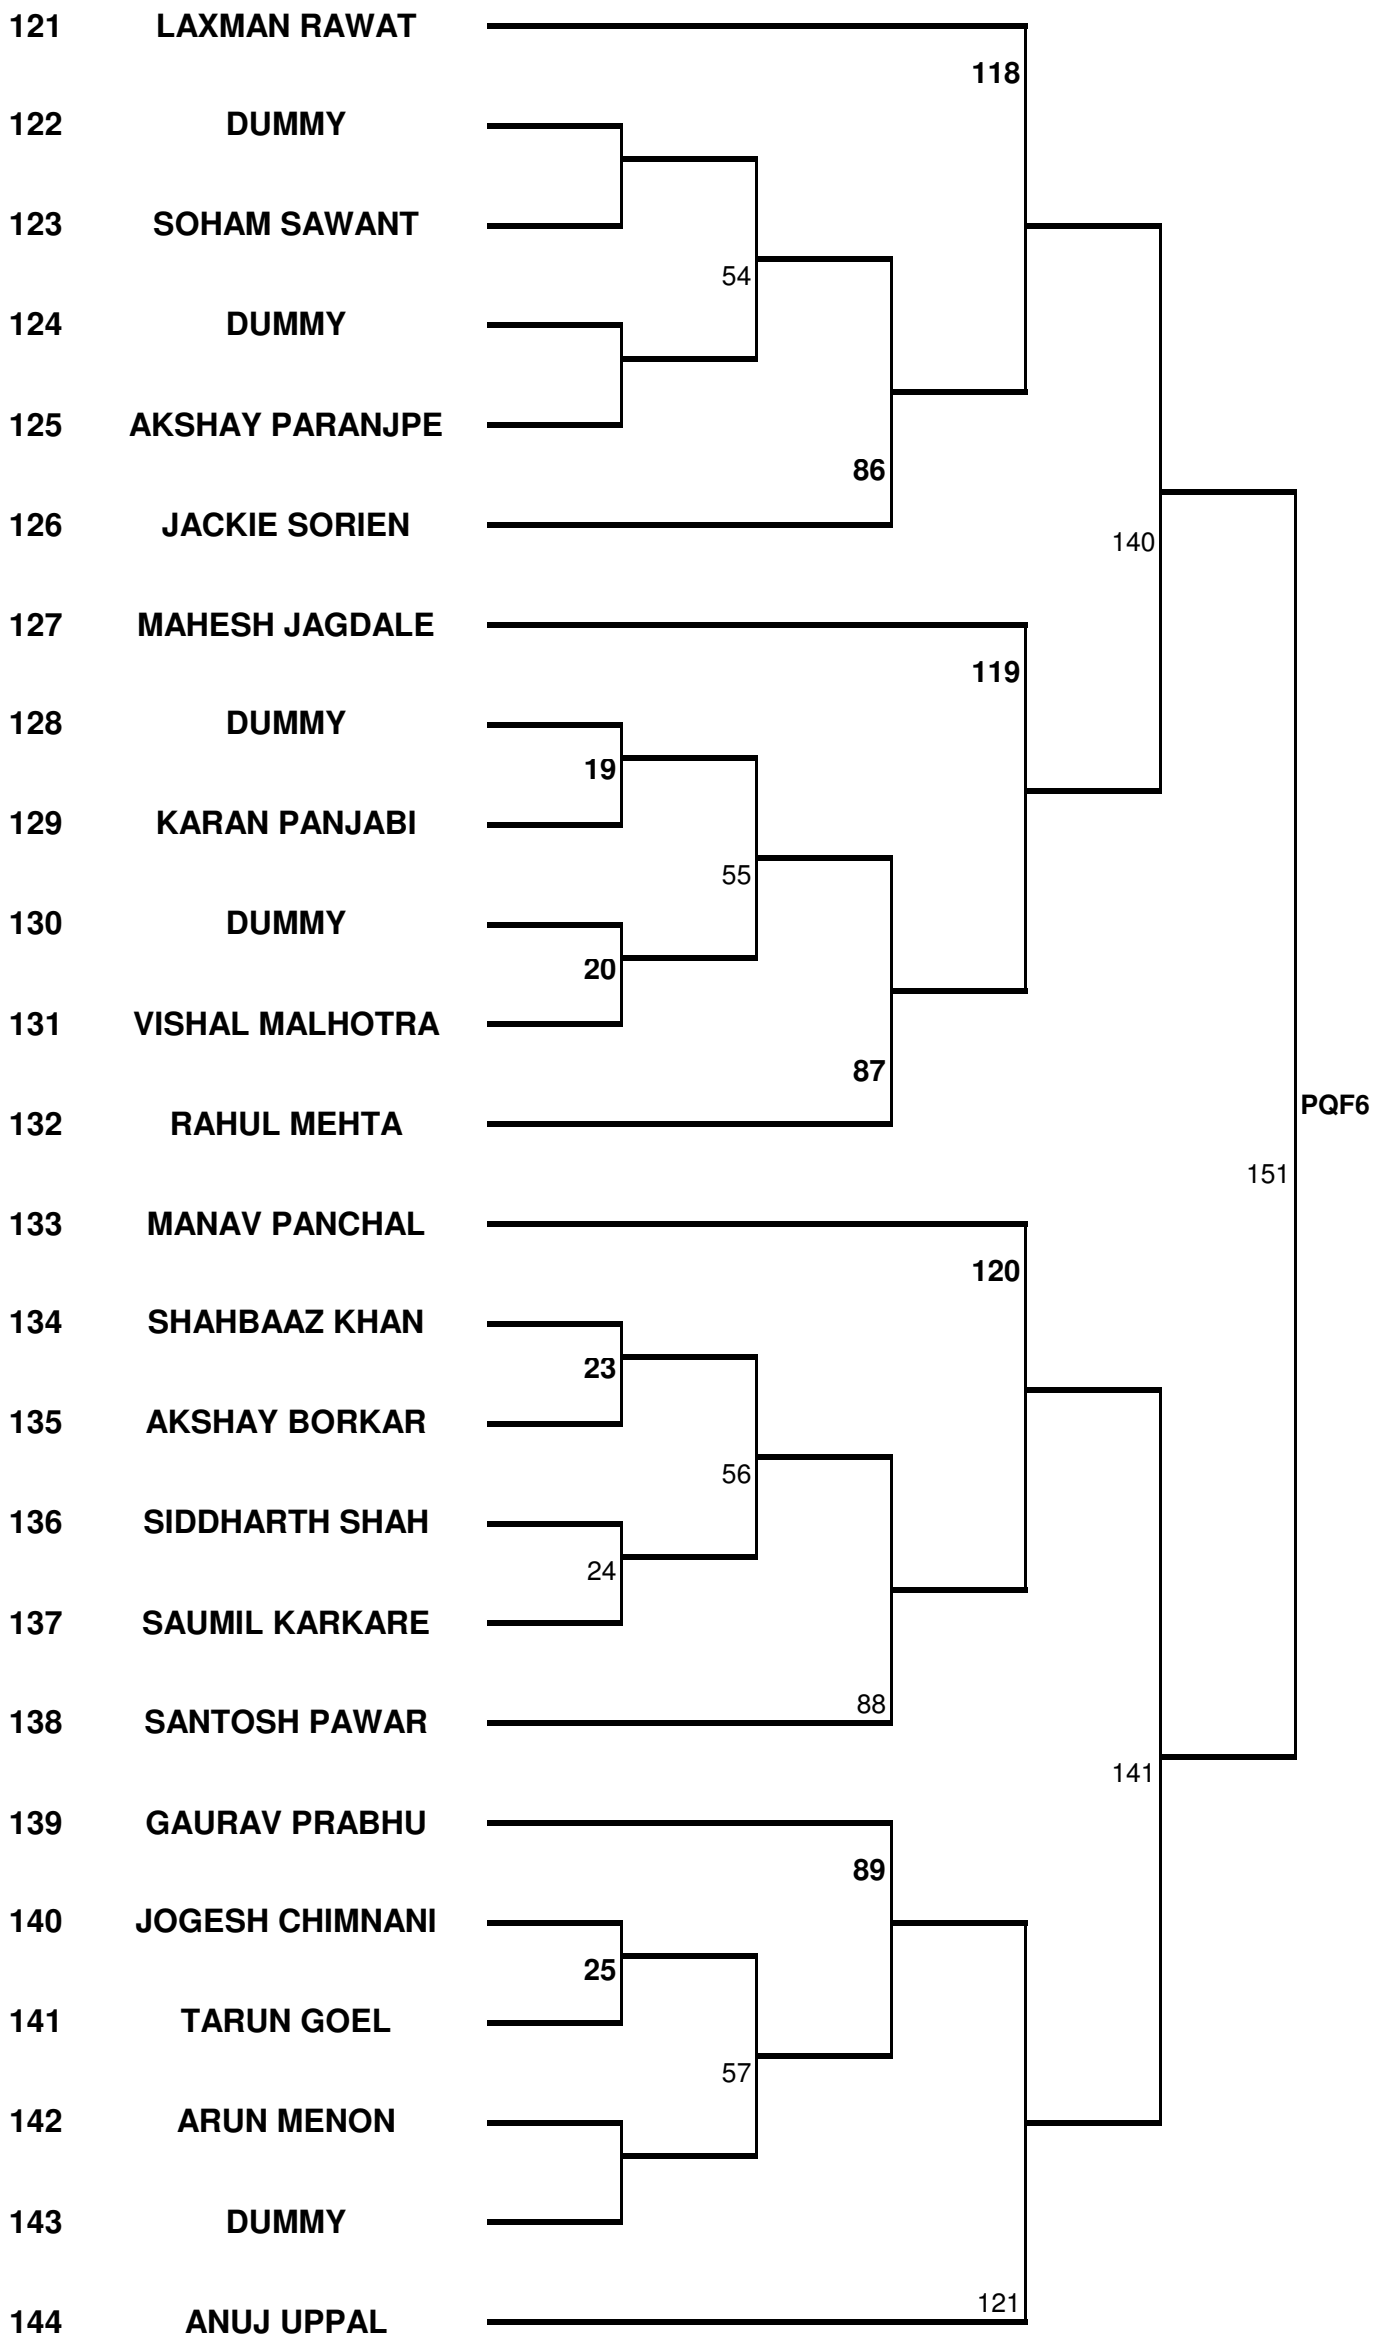 121 LAXMAN RAWAT
118
122 DUMMY
123 SOHAM SAWANT
54
124 DUMMY
125 AKSHAY PARANJPE
86
126 JACKIE SORIEN
140
127 MAHESH JAGDALE
119
128 DUMMY
19
129 KARAN PANJABI
55
130 DUMMY
20
131 VISHAL MALHOTRA
87
PQF6
132 RAHUL MEHTA
151
133 MANAV PANCHAL
120
134 SHAHBAAZ KHAN
23
135 AKSHAY BORKAR
56
136 SIDDHARTH SHAH
24
137 SAUMIL KARKARE
88
138 SANTOSH PAWAR
141
139 GAURAV PRABHU
89
140 JOGESH CHIMNANI
25
141 TARUN GOEL
57
142 ARUN MENON
143 DUMMY
121
144 ANUJ UPPAL